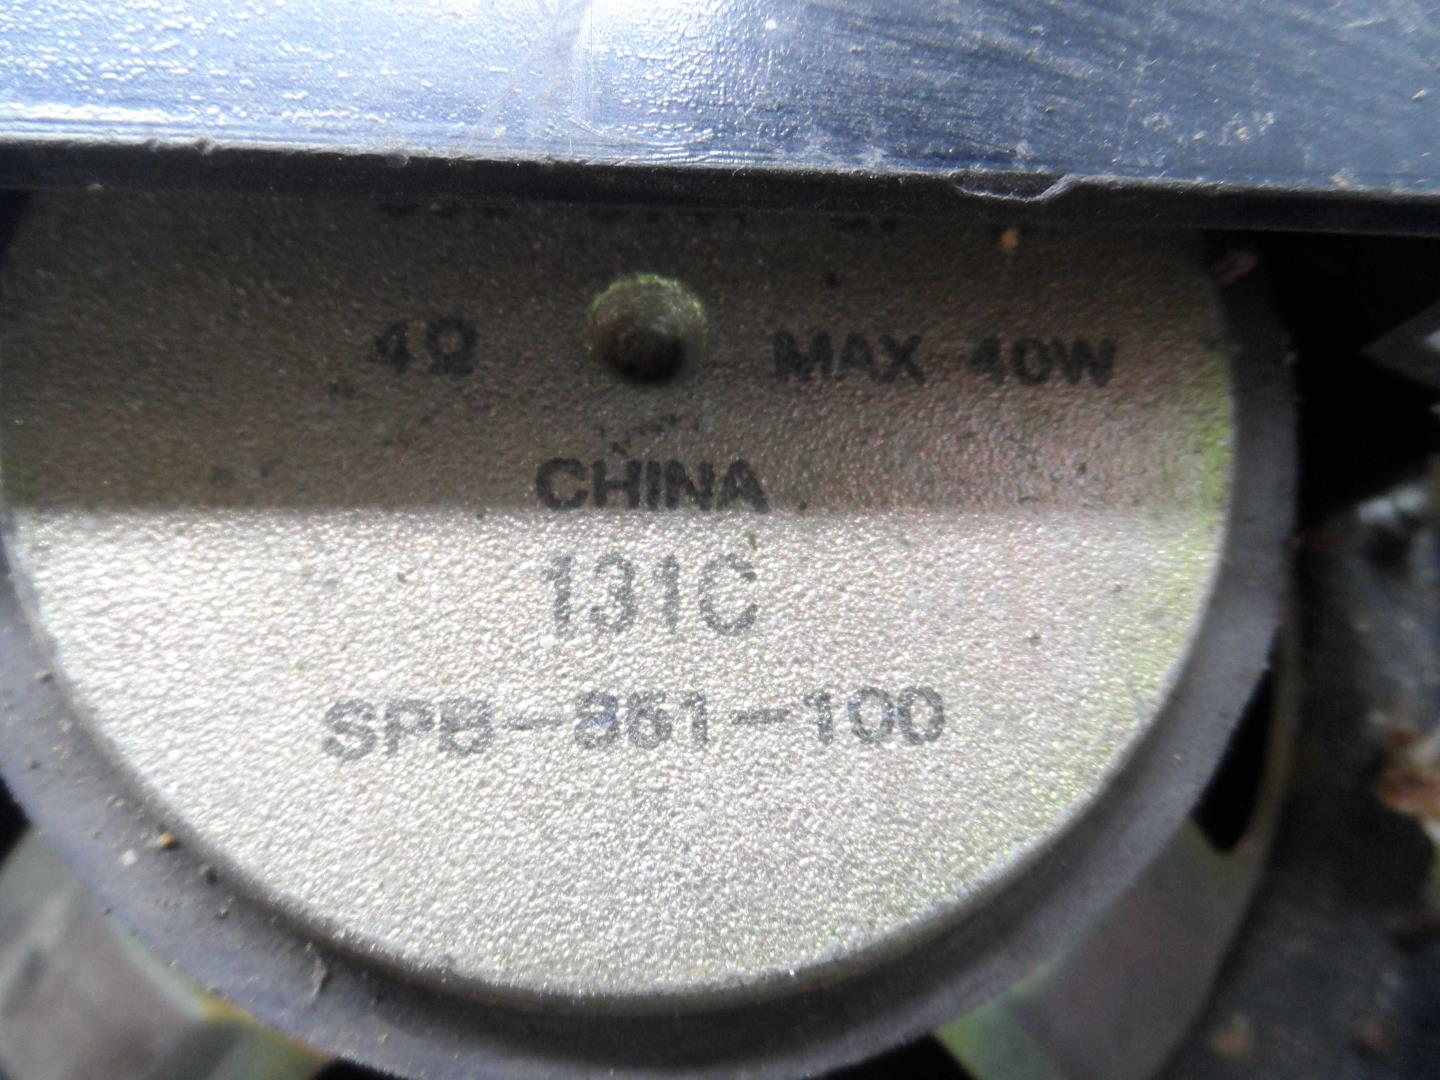 4Ω MAX 40W
CHINA
131C
SPB-861-100